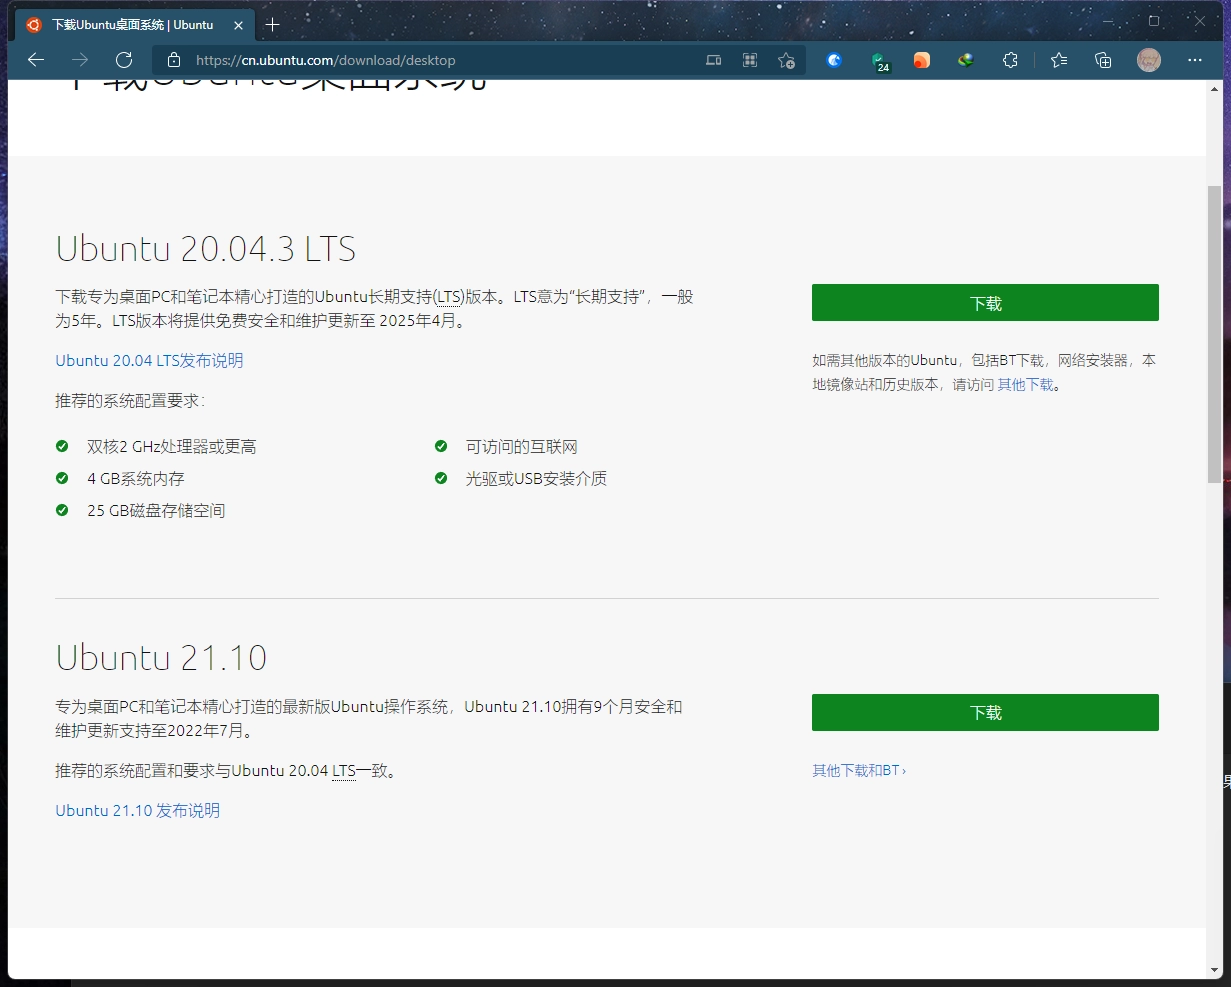 下载Ubuntu桌面系统 | Ubuntu
https://cn.ubuntu.com/download/desktop
24
下载Ubuntu桌面系统
Ubuntu 20.04.3 LTS
下载专为桌面PC和笔记本精心打造的Ubuntu长期支持(LTS)版本。LTS意为“长期支持”，一般
为5年。LTS版本将提供免费安全和维护更新至 2025年4月。
下载
Ubuntu 20.04 LTS发布说明
如需其他版本的Ubuntu，包括BT下载，网络安装器，本
地镜像站和历史版本，请访问 其他下载。
推荐的系统配置要求：
双核2 GHz处理器或更高
可访问的互联网
4 GB系统内存
光驱或USB安装介质
25 GB磁盘存储空间
Ubuntu 21.10
专为桌面PC和笔记本精心打造的最新版Ubuntu操作系统，Ubuntu 21.10拥有9个月安全和
维护更新支持至2022年7月。
下载
推荐的系统配置和要求与Ubuntu 20.04 LTS一致。
其他下载和BT ›
Ubuntu 21.10 发布说明